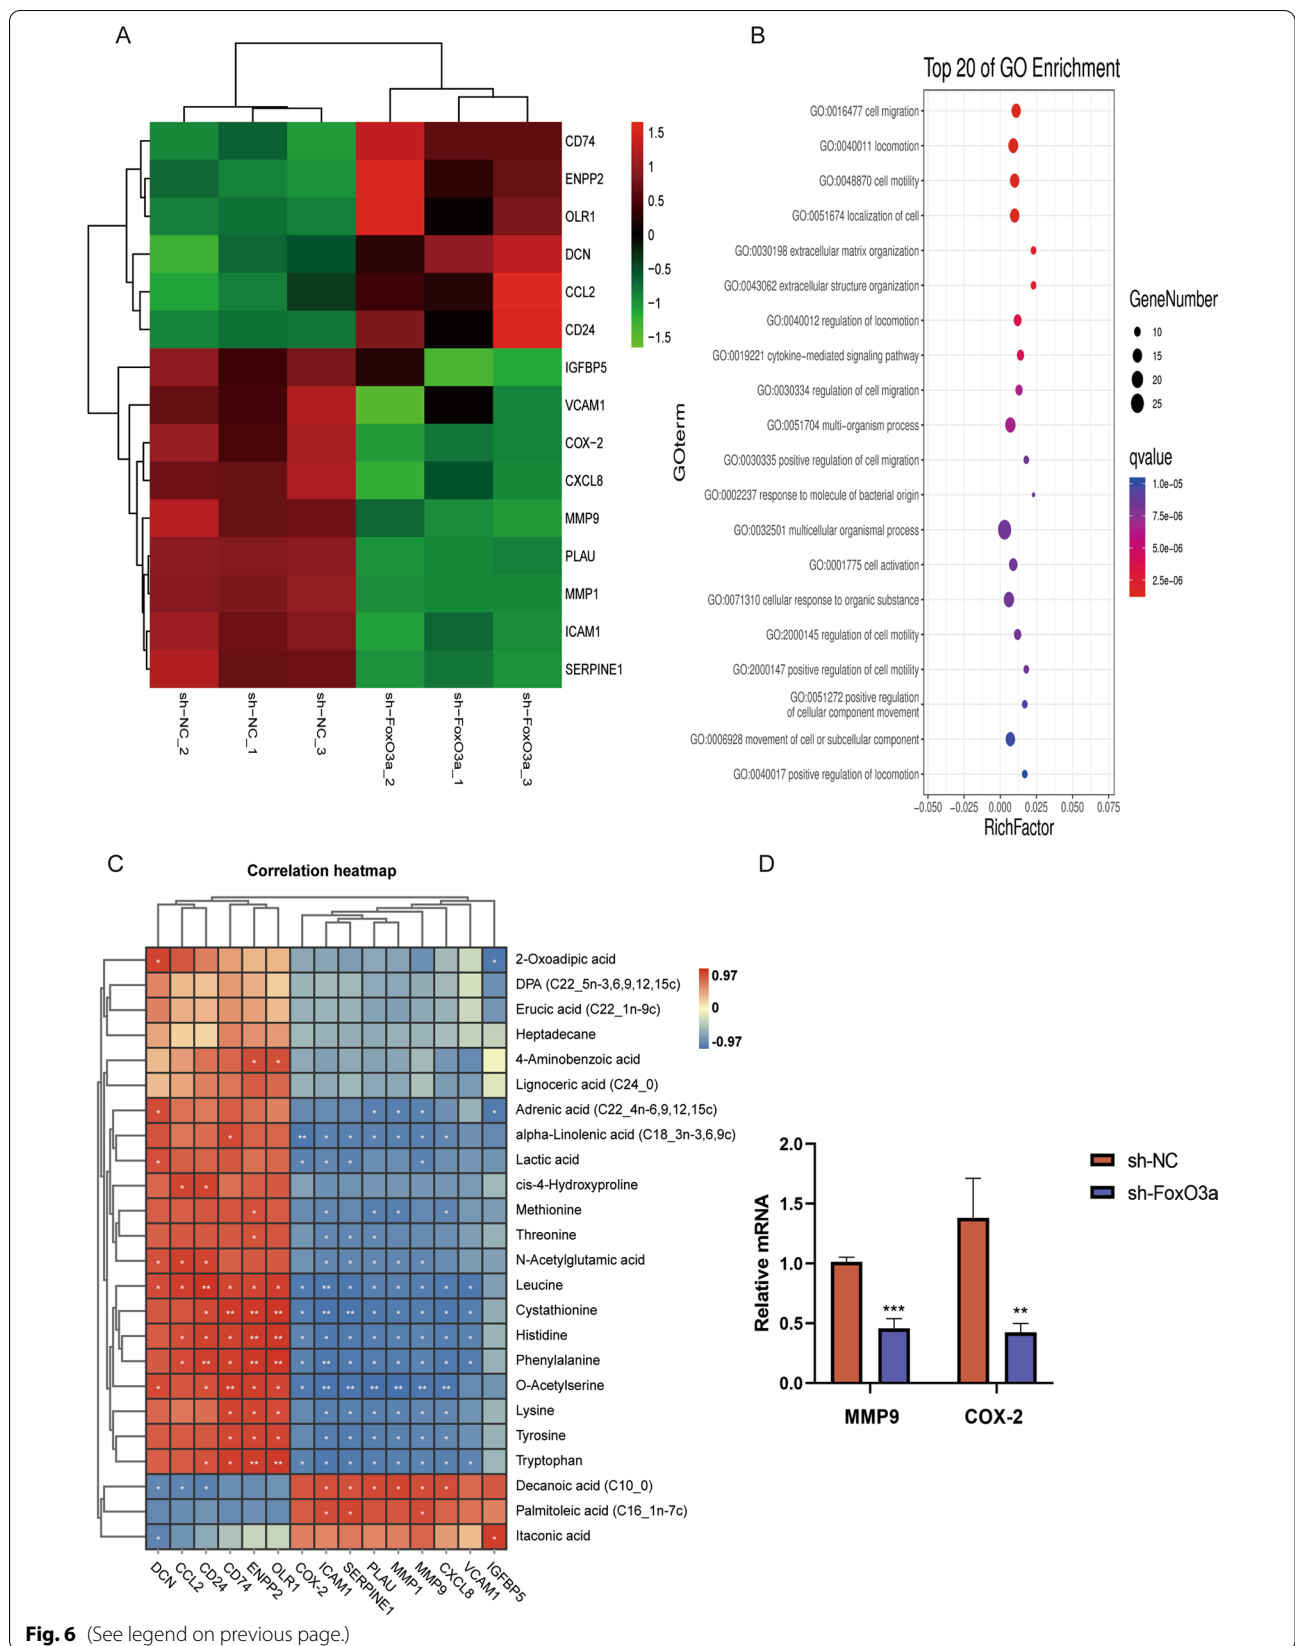 A
CD74
ENPP2
OLR1
DCN
CCL2
CD24
IGFBP5
VCAM1
COX−2
CXCL8
MMP9
PLAU
MMP1
ICAM1
SERPINE1
1.5
1
0.5
0
−0.5
−1
−1.5
sh−NC_2
sh−NC_1
sh−NC_3
sh−FoxO3a_2
sh−FoxO3a_1
sh−FoxO3a_3
B
Top 20 of GO Enrichment
GOterm
GO:0016477 cell migration
GO:0040011 locomotion
GO:0048870 cell motility
GO:0051674 localization of cell
GO:0030198 extracellular matrix organization
GO:0043062 extracellular structure organization
GO:0040012 regulation of locomotion
GO:0019221 cytokine−mediated signaling pathway
GO:0030334 regulation of cell migration
GO:0051704 multi−organism process
GO:0030335 positive regulation of cell migration
GO:0002237 response to molecule of bacterial origin
GO:0032501 multicellular organismal process
GO:0001775 cell activation
GO:0071310 cellular response to organic substance
GO:2000145 regulation of cell motility
GO:2000147 positive regulation of cell motility
GO:0051272 positive regulation
of cellular component movement
GO:0006928 movement of cell or subcellular component
GO:0040017 positive regulation of locomotion
−0.050 −0.025 0.000 0.025 0.050 0.075
RichFactor
GeneNumber
10
15
20
25
qvalue
1.0e−05
7.5e−06
5.0e−06
2.5e−06
C
Correlation heatmap
2-Oxoadipic acid
DPA (C22_5n-3,6,9,12,15c)
Erucic acid (C22_1n-9c)
Heptadecane
4-Aminobenzoic acid
Lignoceric acid (C24_0)
Adrenic acid (C22_4n-6,9,12,15c)
alpha-Linolenic acid (C18_3n-3,6,9c)
Lactic acid
cis-4-Hydroxyproline
Methionine
Threonine
N-Acetylglutamic acid
Leucine
Cystathionine
Histidine
Phenylalanine
O-Acetylserine
Lysine
Tyrosine
Tryptophan
Decanoic acid (C10_0)
Palmitoleic acid (C16_1n-7c)
Itaconic acid
0.97
0
-0.97
DCN
CCL2
CD24
CD74
ENPP2
OLR1
COX-2
ICAM1
SERPINE1
PLAU
MMP1
MMP9
CXCL8
VCAM1
IGFBP5
D
Relative mRNA
2.0
1.5
1.0
0.5
0.0
***
**
MMP9
COX-2
sh-NC
sh-FoxO3a
Fig. 6 (See legend on previous page.)